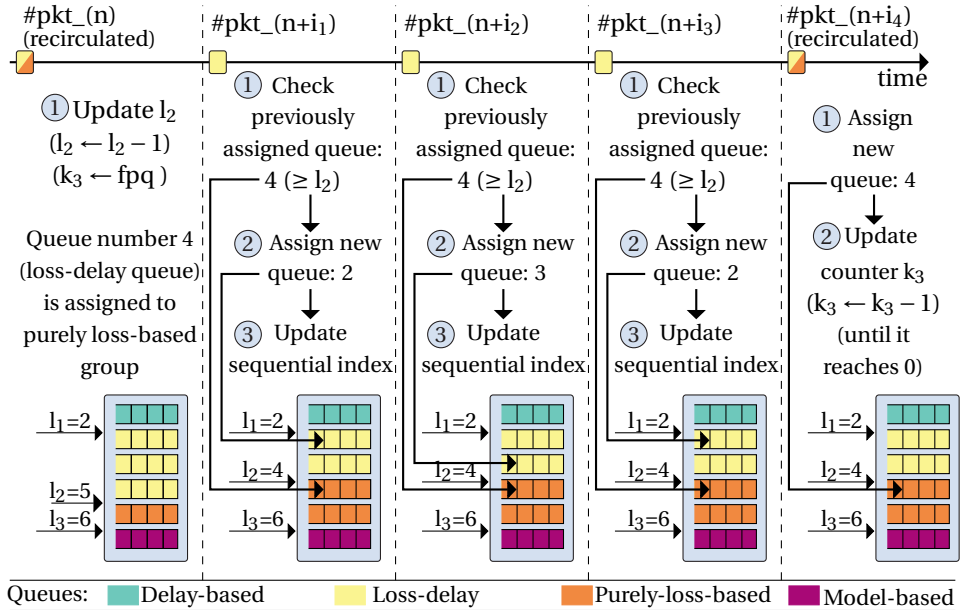 #pkt_(n)
(recirculated)
① Update l₂
(l₂ ← l₂ − 1)
(k₃ ← fpq )
Queue number 4
(loss-delay queue)
is assigned to
purely loss-based
group
l₁=2
l₂=5
l₃=6
#pkt_(n+i₁)
① Check
previously
assigned queue:
4 (≥ l₂)
② Assign new
queue: 2
③ Update
sequential index
l₁=2
l₂=4
l₃=6
#pkt_(n+i₂)
① Check
previously
assigned queue:
4 (≥ l₂)
② Assign new
queue: 3
③ Update
sequential index
l₁=2
l₂=4
l₃=6
#pkt_(n+i₃)
① Check
previously
assigned queue:
4 (≥ l₂)
② Assign new
queue: 2
③ Update
sequential index
l₁=2
l₂=4
l₃=6
#pkt_(n+i₄)
(recirculated)
time
① Assign
new
queue: 4
② Update
counter k₃
(k₃ ← k₃ − 1)
(until it
reaches 0)
l₁=2
l₂=4
l₃=6
Queues: Delay-based Loss-delay Purely-loss-based Model-based